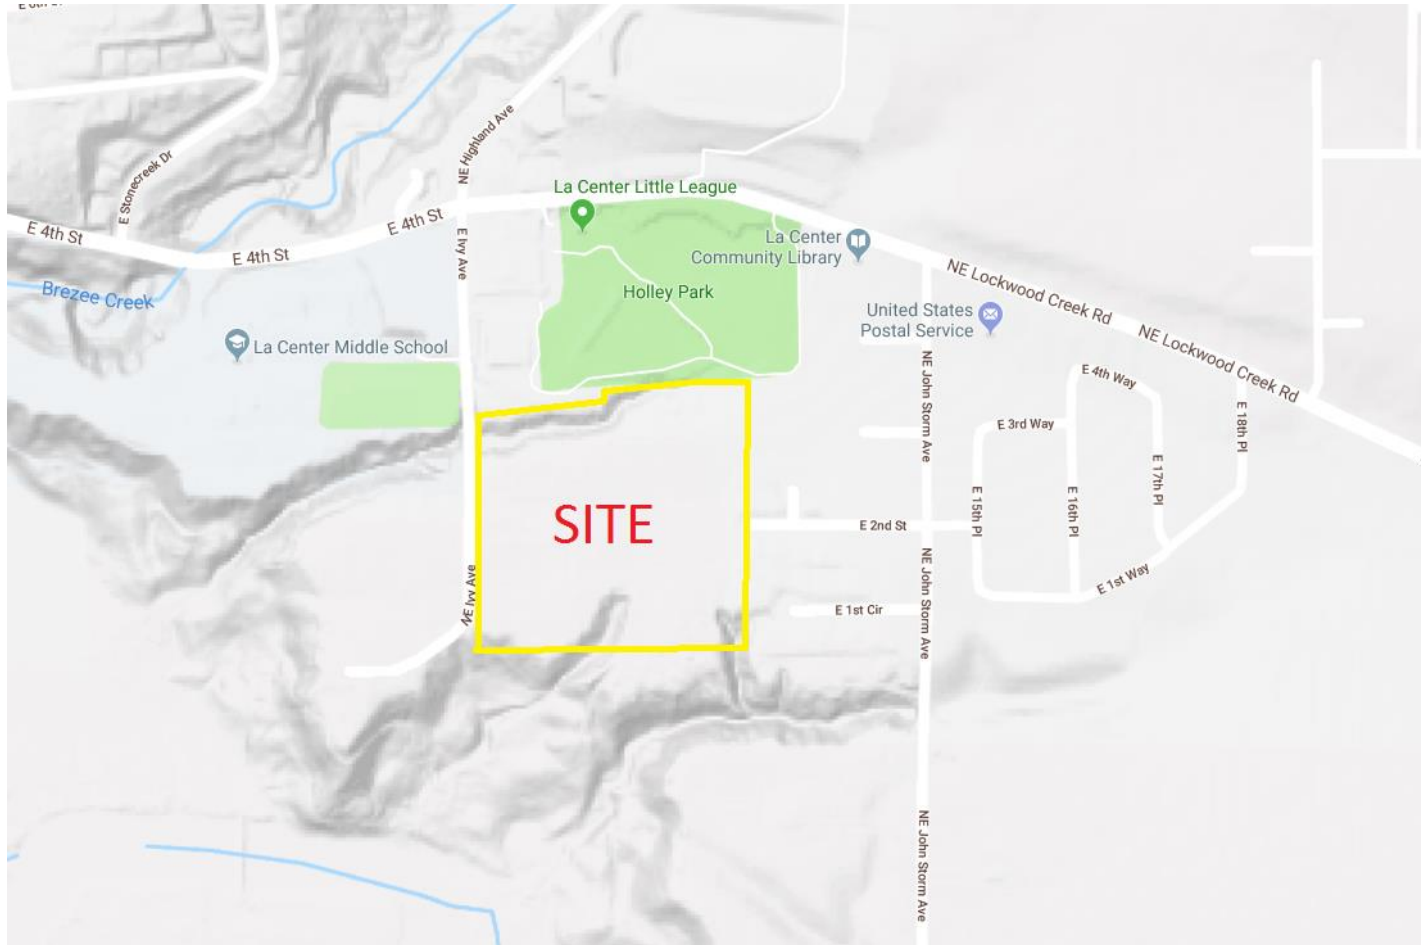 E Stonecreek Dr
NE Highland Ave
La Center Little League
E 4th St
E 4th St
E 4th St
E Ivy Ave
La Center
Community Library
Holley Park
NE Lockwood Creek Rd
Brezee Creek
United States
Postal Service
NE Lockwood Creek Rd
La Center Middle School
NE John Storm Ave
E 4th Way
E 3rd Way
E 18th Pl
E 17th Pl
E 15th Pl
E 16th Pl
SITE
E 2nd St
NE Ivy Ave
NE John Storm Ave
E 1st Way
E 1st Cir
NE John Storm Ave